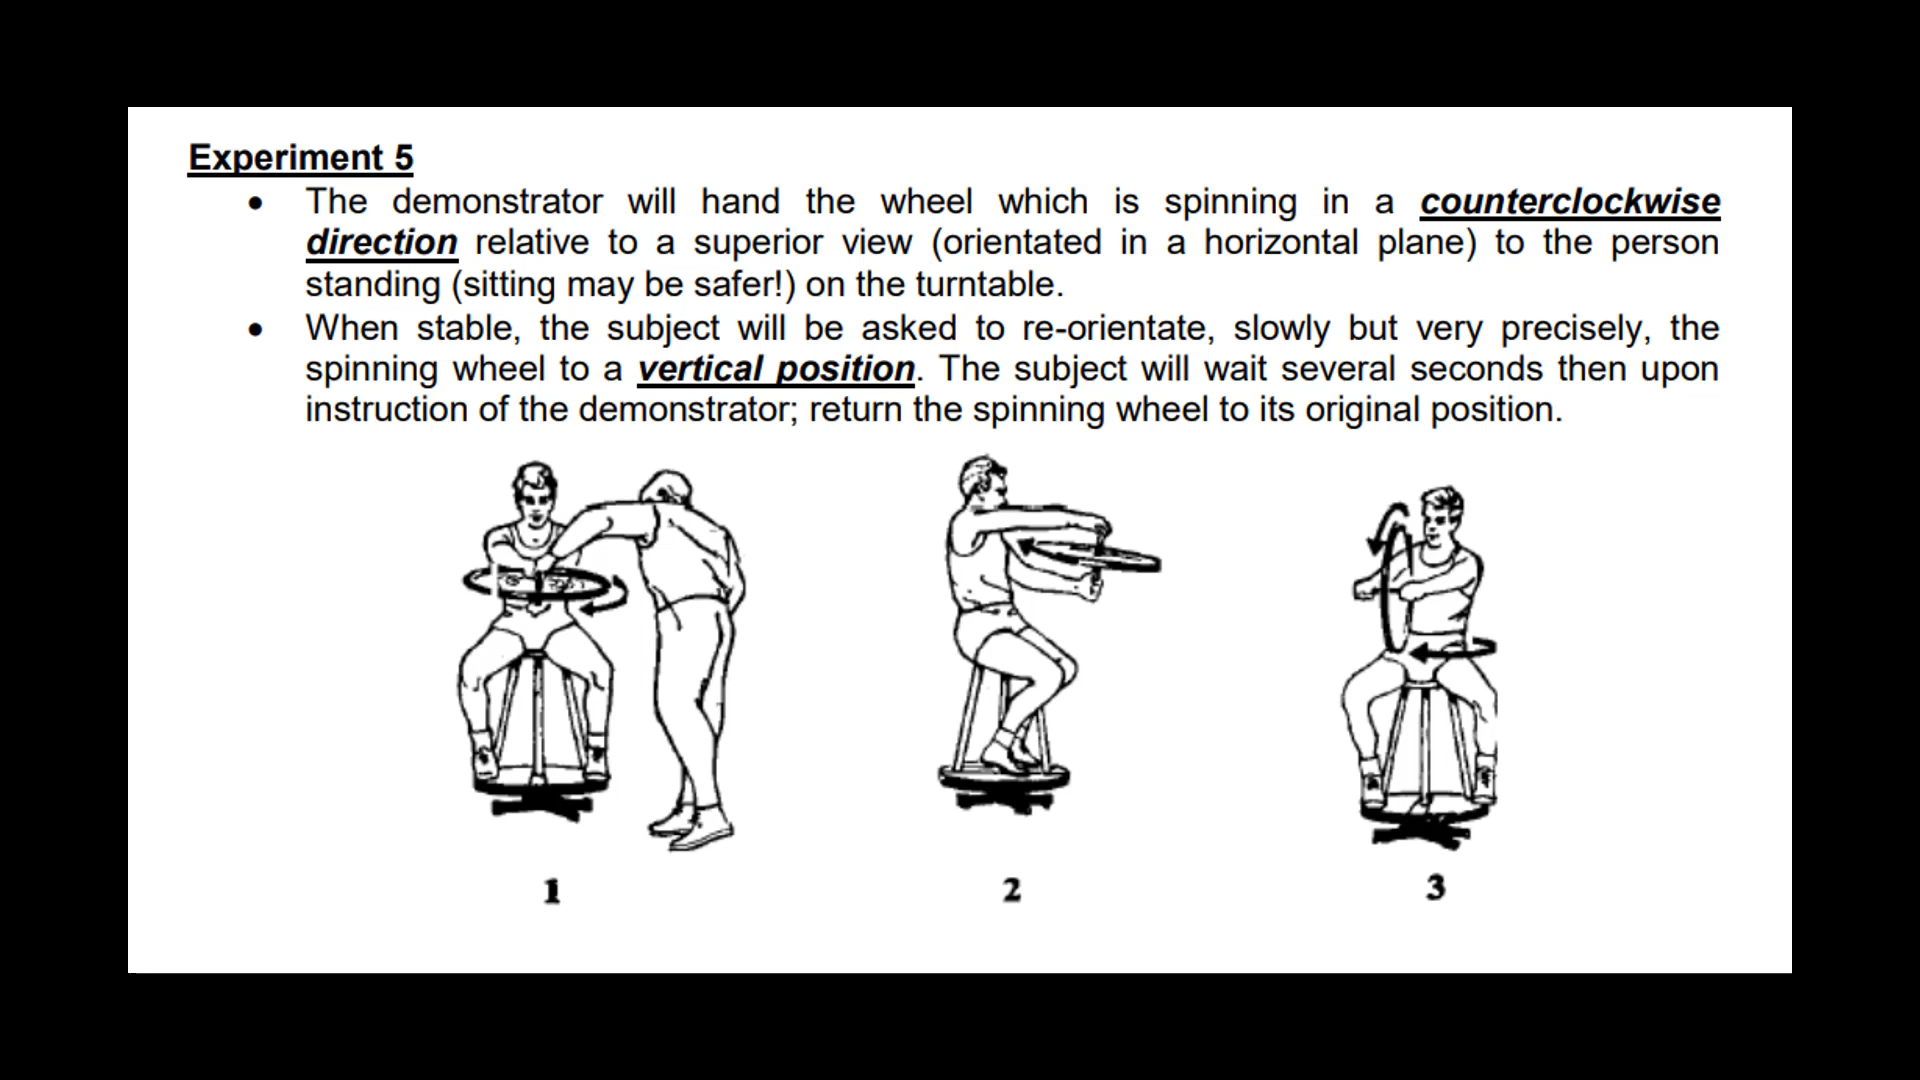 Experiment 5
• The demonstrator will hand the wheel which is spinning in a counterclockwise
direction relative to a superior view (orientated in a horizontal plane) to the person
standing (sitting may be safer!) on the turntable.
• When stable, the subject will be asked to re-orientate, slowly but very precisely, the
spinning wheel to a vertical position. The subject will wait several seconds then upon
instruction of the demonstrator; return the spinning wheel to its original position.
1
2
3